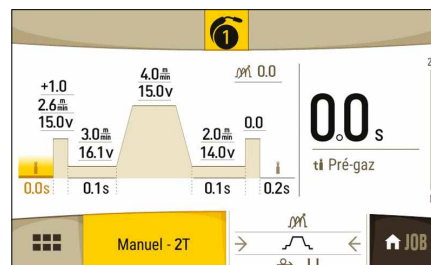 1
+1.0
2.6 m/min
15.0v
3.0 m/min
16.1v
4.0 m/min
15.0v
0.0
2.0 m/min
14.0v
0.0
0.0s
0.1s
0.1s
0.2s
0.0 s
Pré-gaz
Manuel - 2T
JOB